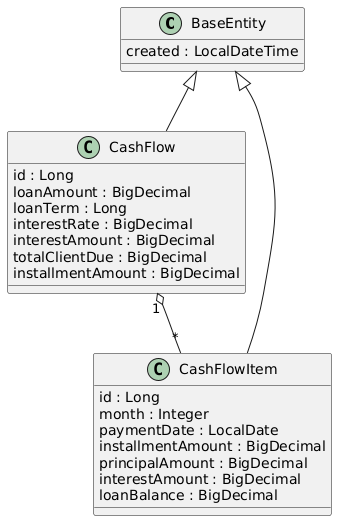 C BaseEntity
created : LocalDateTime
C CashFlow
id : Long
loanAmount : BigDecimal
loanTerm : Long
interestRate : BigDecimal
interestAmount : BigDecimal
totalClientDue : BigDecimal
installmentAmount : BigDecimal
1
*
C CashFlowItem
id : Long
month : Integer
paymentDate : LocalDate
installmentAmount : BigDecimal
principalAmount : BigDecimal
interestAmount : BigDecimal
loanBalance : BigDecimal